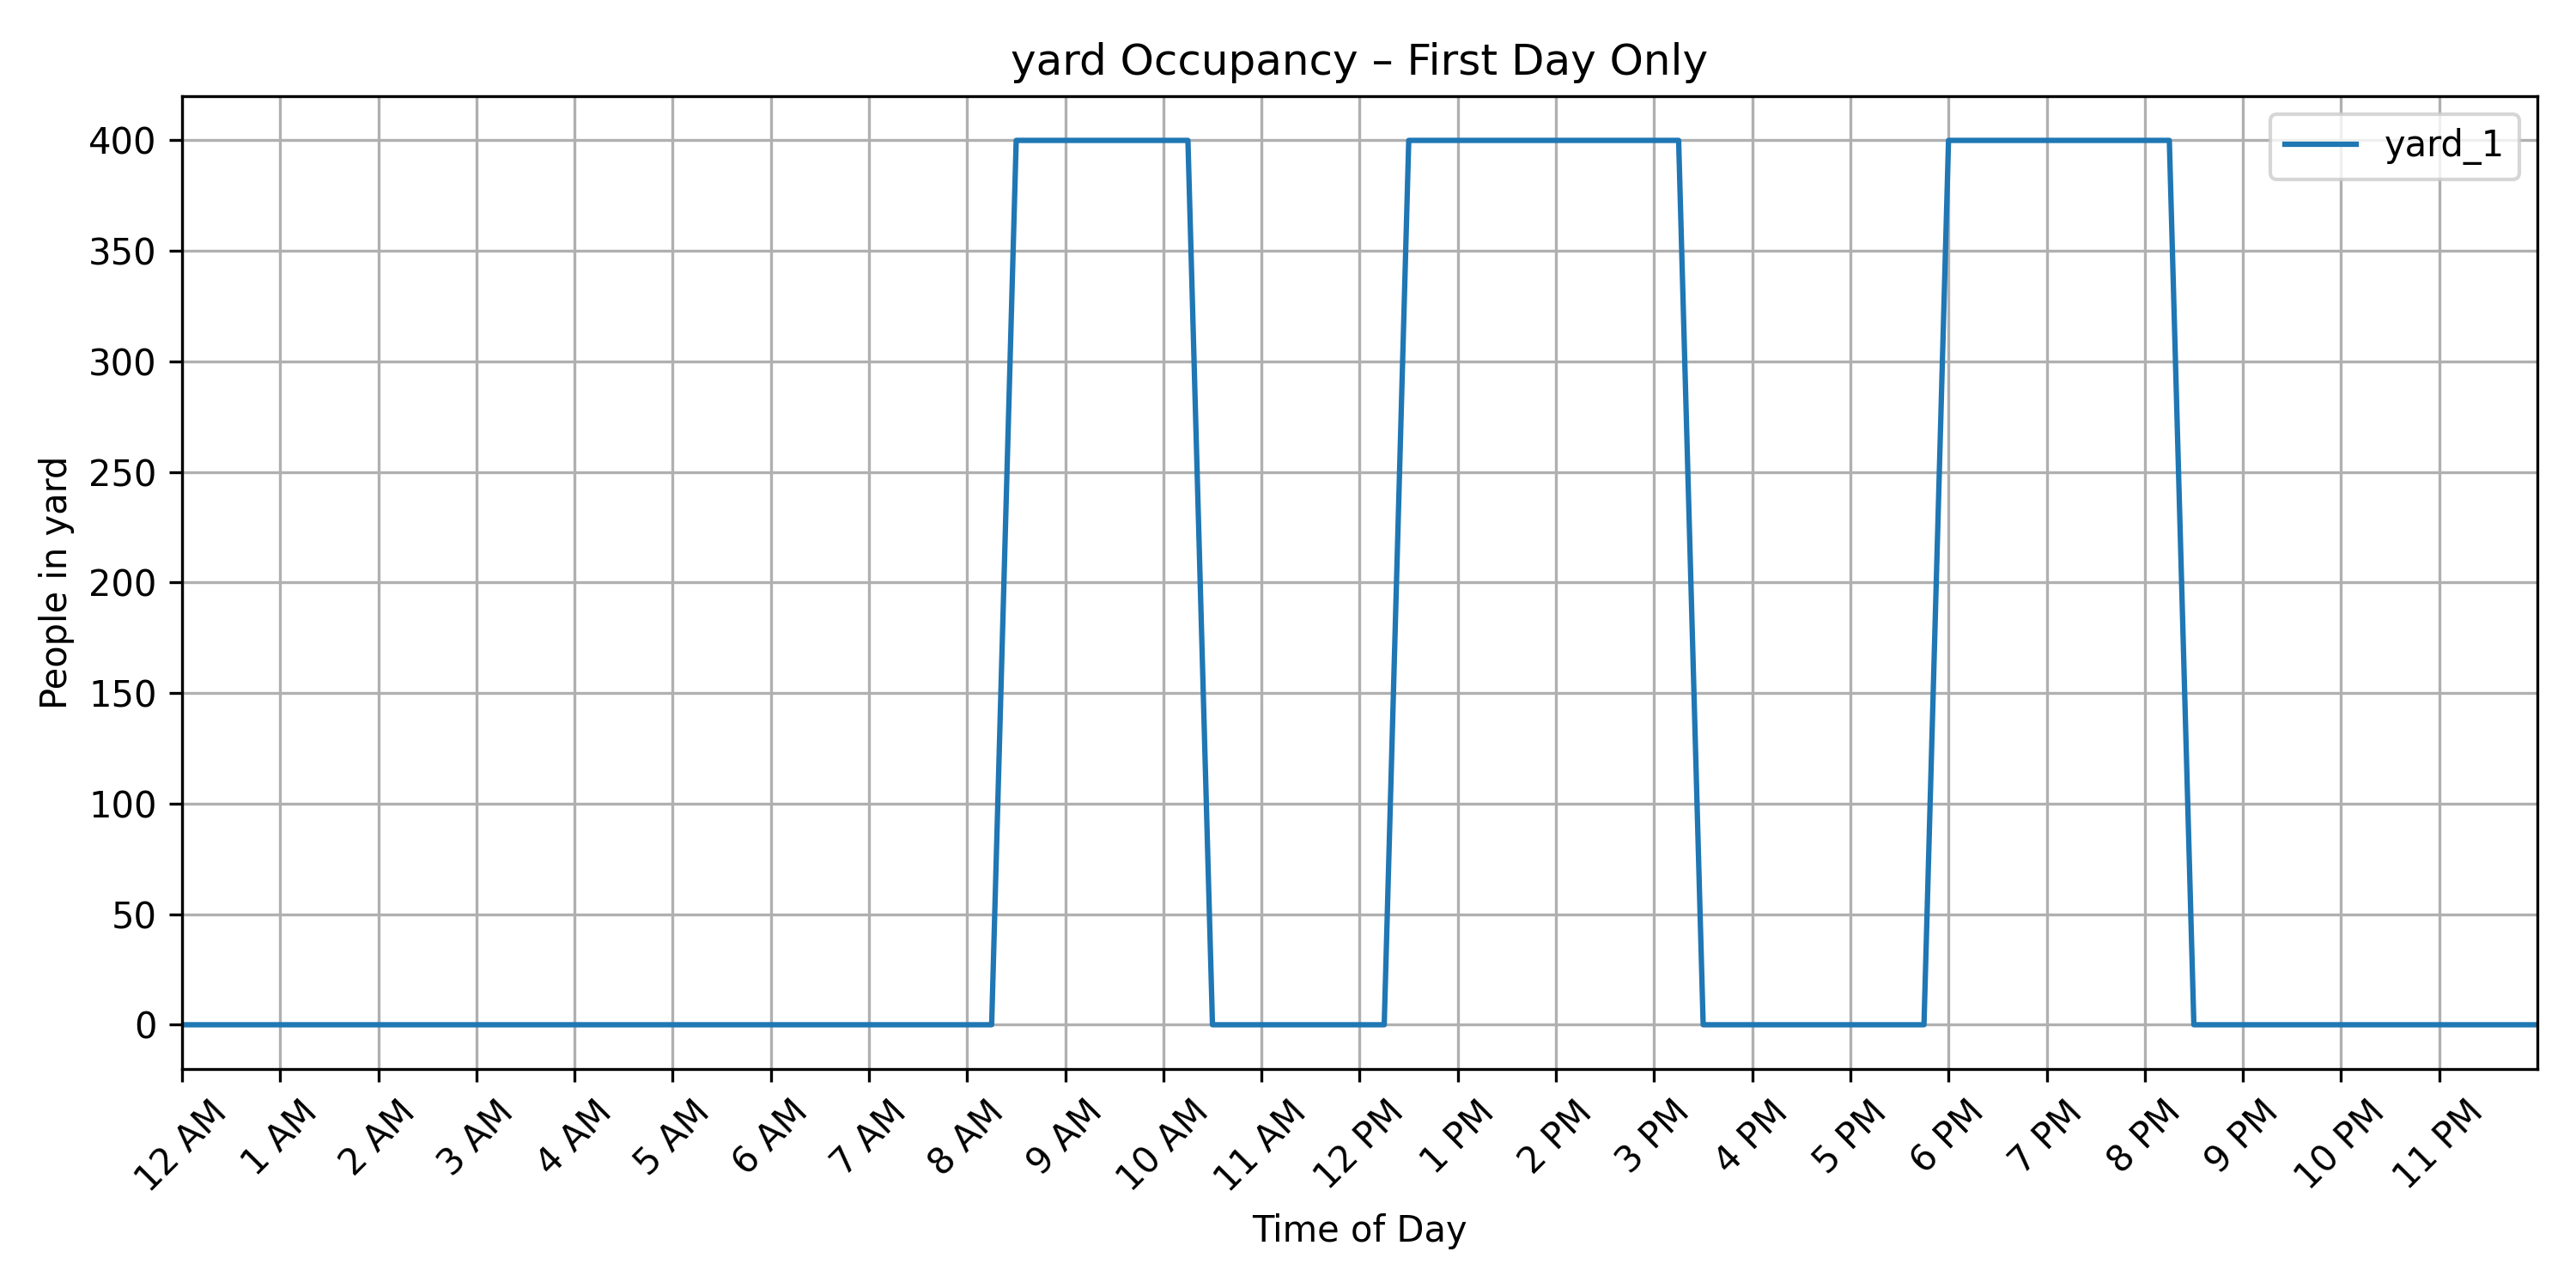 yard Occupancy – First Day Only
yard_1
People in yard
400
350
300
250
200
150
100
50
0
12 AM
1 AM
2 AM
3 AM
4 AM
5 AM
6 AM
7 AM
8 AM
9 AM
10 AM
11 AM
12 PM
1 PM
2 PM
3 PM
4 PM
5 PM
6 PM
7 PM
8 PM
9 PM
10 PM
11 PM
Time of Day